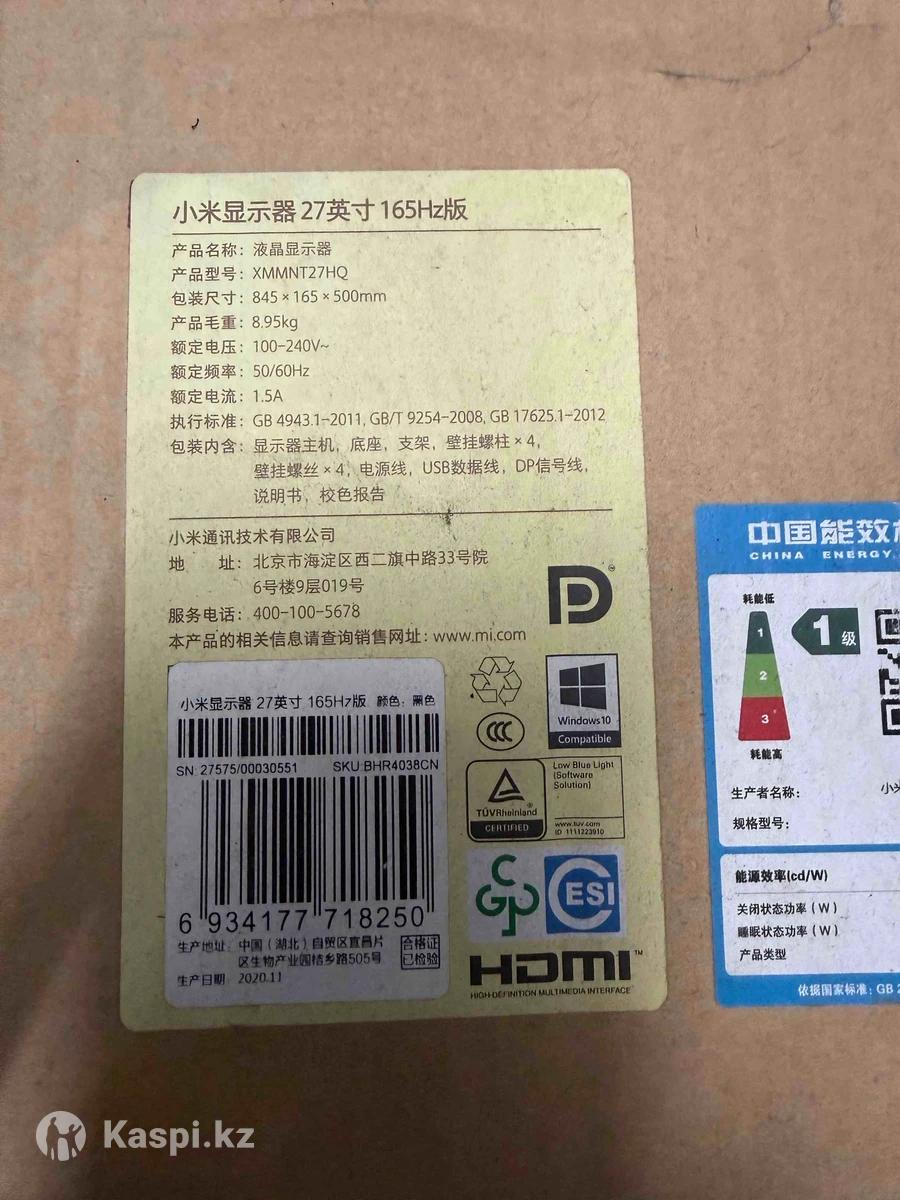 小米显示器 27英寸 165Hz版
产品名称：液晶显示器
产品型号：XMMNT27HQ
包装尺寸：845 × 165 × 500mm
产品毛重：8.95kg
额定电压：100-240V~
额定频率：50/60Hz
额定电流：1.5A
执行标准：GB 4943.1-2011, GB/T 9254-2008, GB 17625.1-2012
包装内含：显示器主机，底座，支架，壁挂螺柱 × 4，
壁挂螺丝 × 4，电源线，USB数据线，DP信号线，
说明书，校色报告
小米通讯技术有限公司
地 址：北京市海淀区西二旗中路33号院
6号楼9层019号
服务电话：400-100-5678
本产品的相关信息请查询销售网址：www.mi.com
小米显示器 27英寸 165Hz版 颜色：黑色
SN: 27575/00030551 SKU:BHR4038CN
6 934177 718250
生产地址：中国（湖北）自贸区宜昌片
区生物产业园桔乡路505号
生产日期：2020.11
合格证
已检验
Windows10
Compatible
TÜVRheinland
CERTIFIED
Low Blue Light
(Software
Solution)
www.tuv.com
ID 1111223910
CESI
HDMI™
HIGH-DEFINITION MULTIMEDIA INTERFACE
中国能效
CHINA ENERGY
耗能低
1
2
3
耗能高
1级
生产者名称： 小米
规格型号：
能源效率(cd/W)
关闭状态功率（W）
睡眠状态功率（W）
产品类型
依据国家标准：GB 2
Kaspi.kz